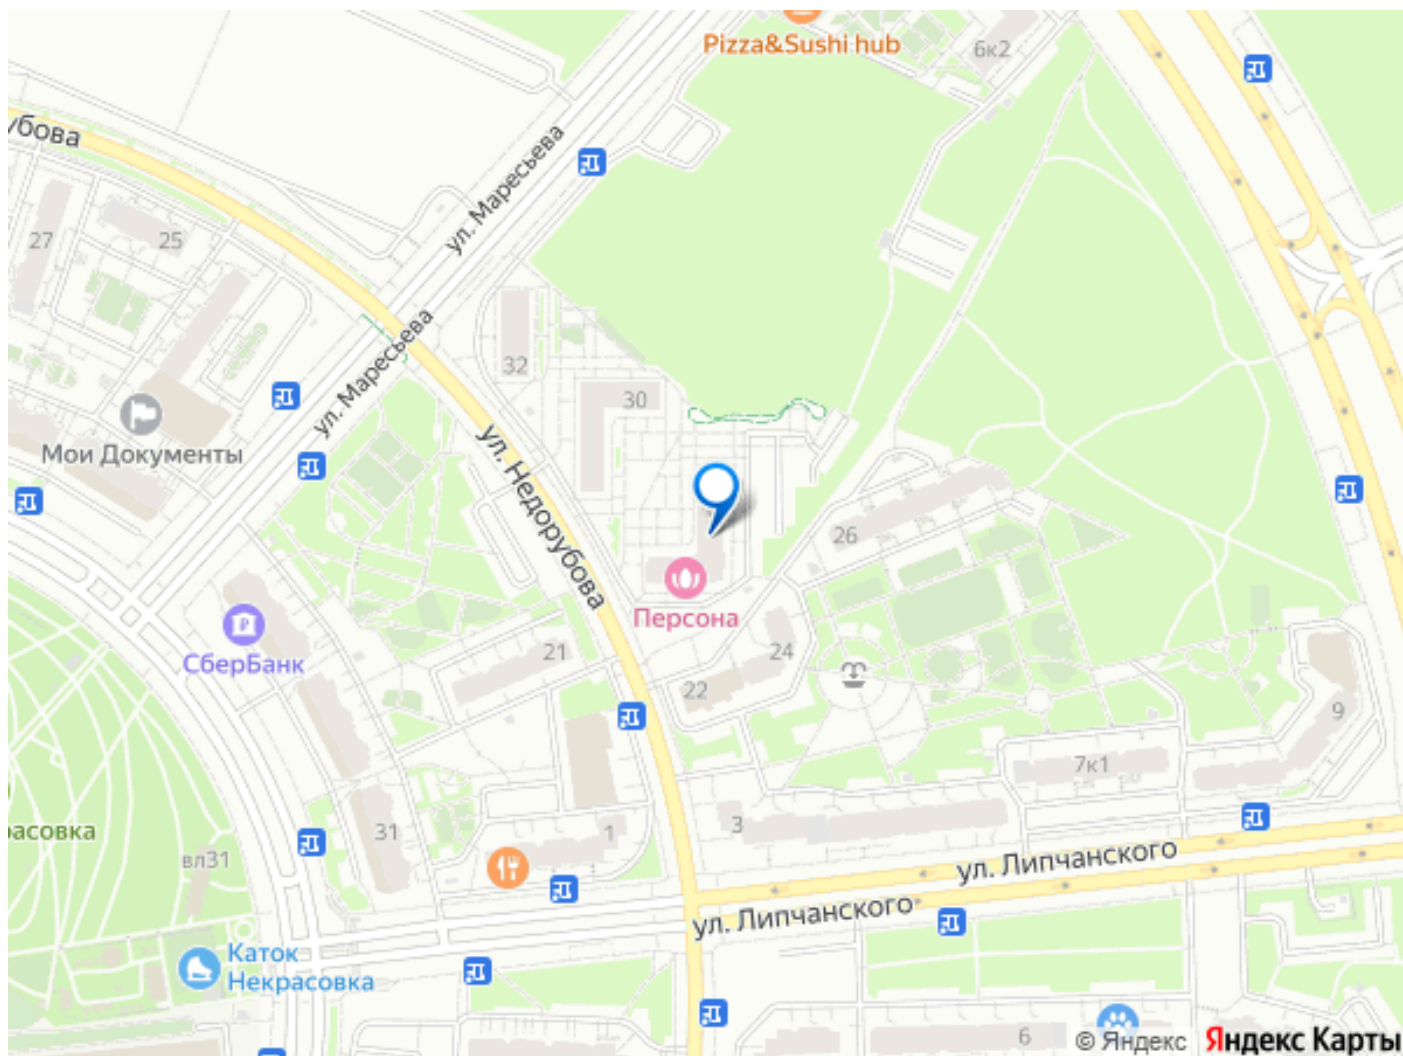 Pizza&Sushi hub
6к2
убова
ул. Маресьева
27
25
ул. Маресьева
32
30
Мои Документы
ул. Недорубова
26
Персона
СберБанк
21
24
22
9
7к1
расовка
31
1
3
вл31
ул. Липчанского
ул. Липчанского
Каток
Некрасовка
6
© Яндекс Яндекс Карты